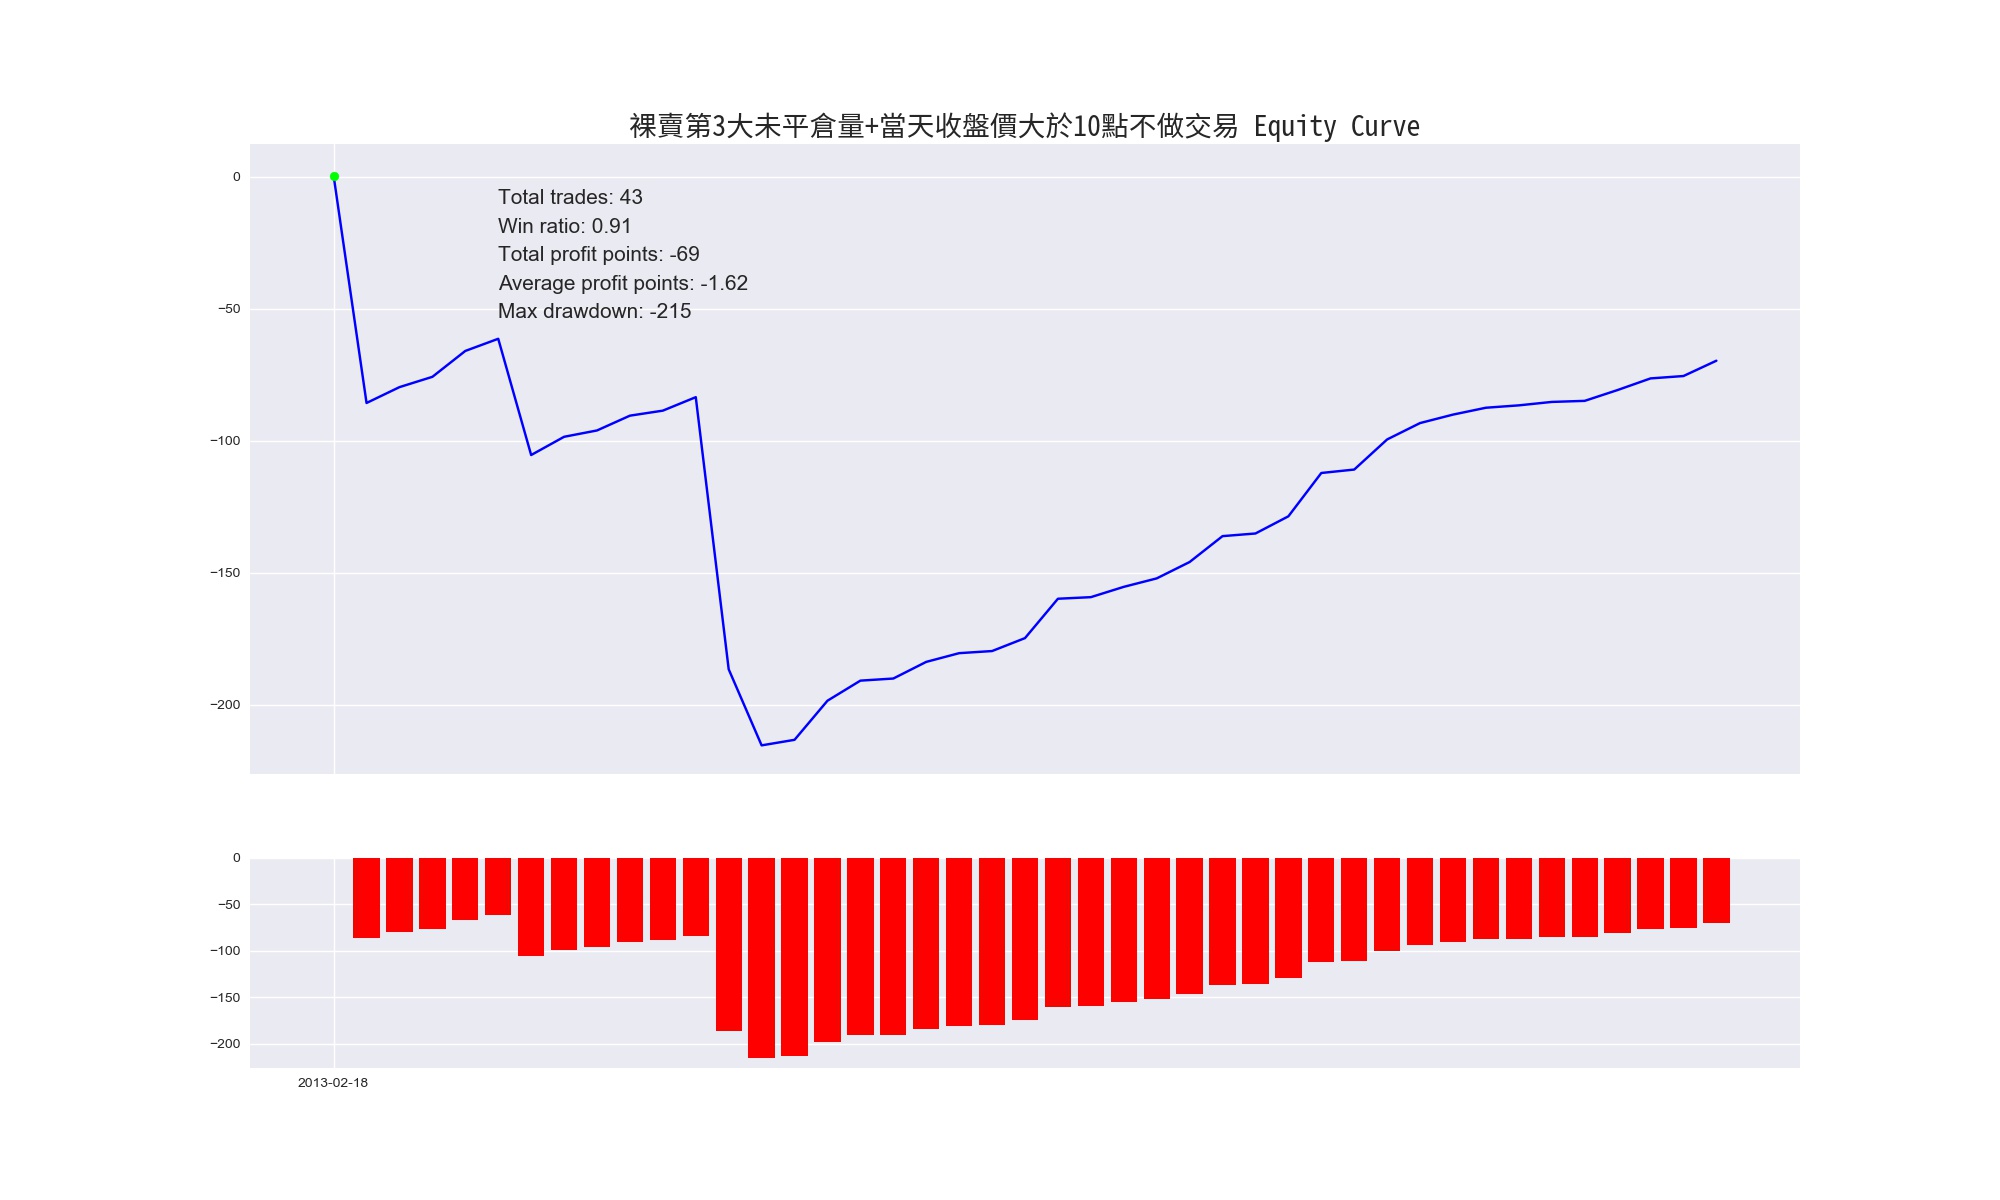 裸賣第3大未平倉量+當天收盤價大於10點不做交易 Equity Curve
0
Total trades: 43
Win ratio: 0.91
Total profit points: -69
Average profit points: -1.62
−50
Max drawdown: -215
−100
−150
−200
0
−50
−100
−150
−200
2013-02-18